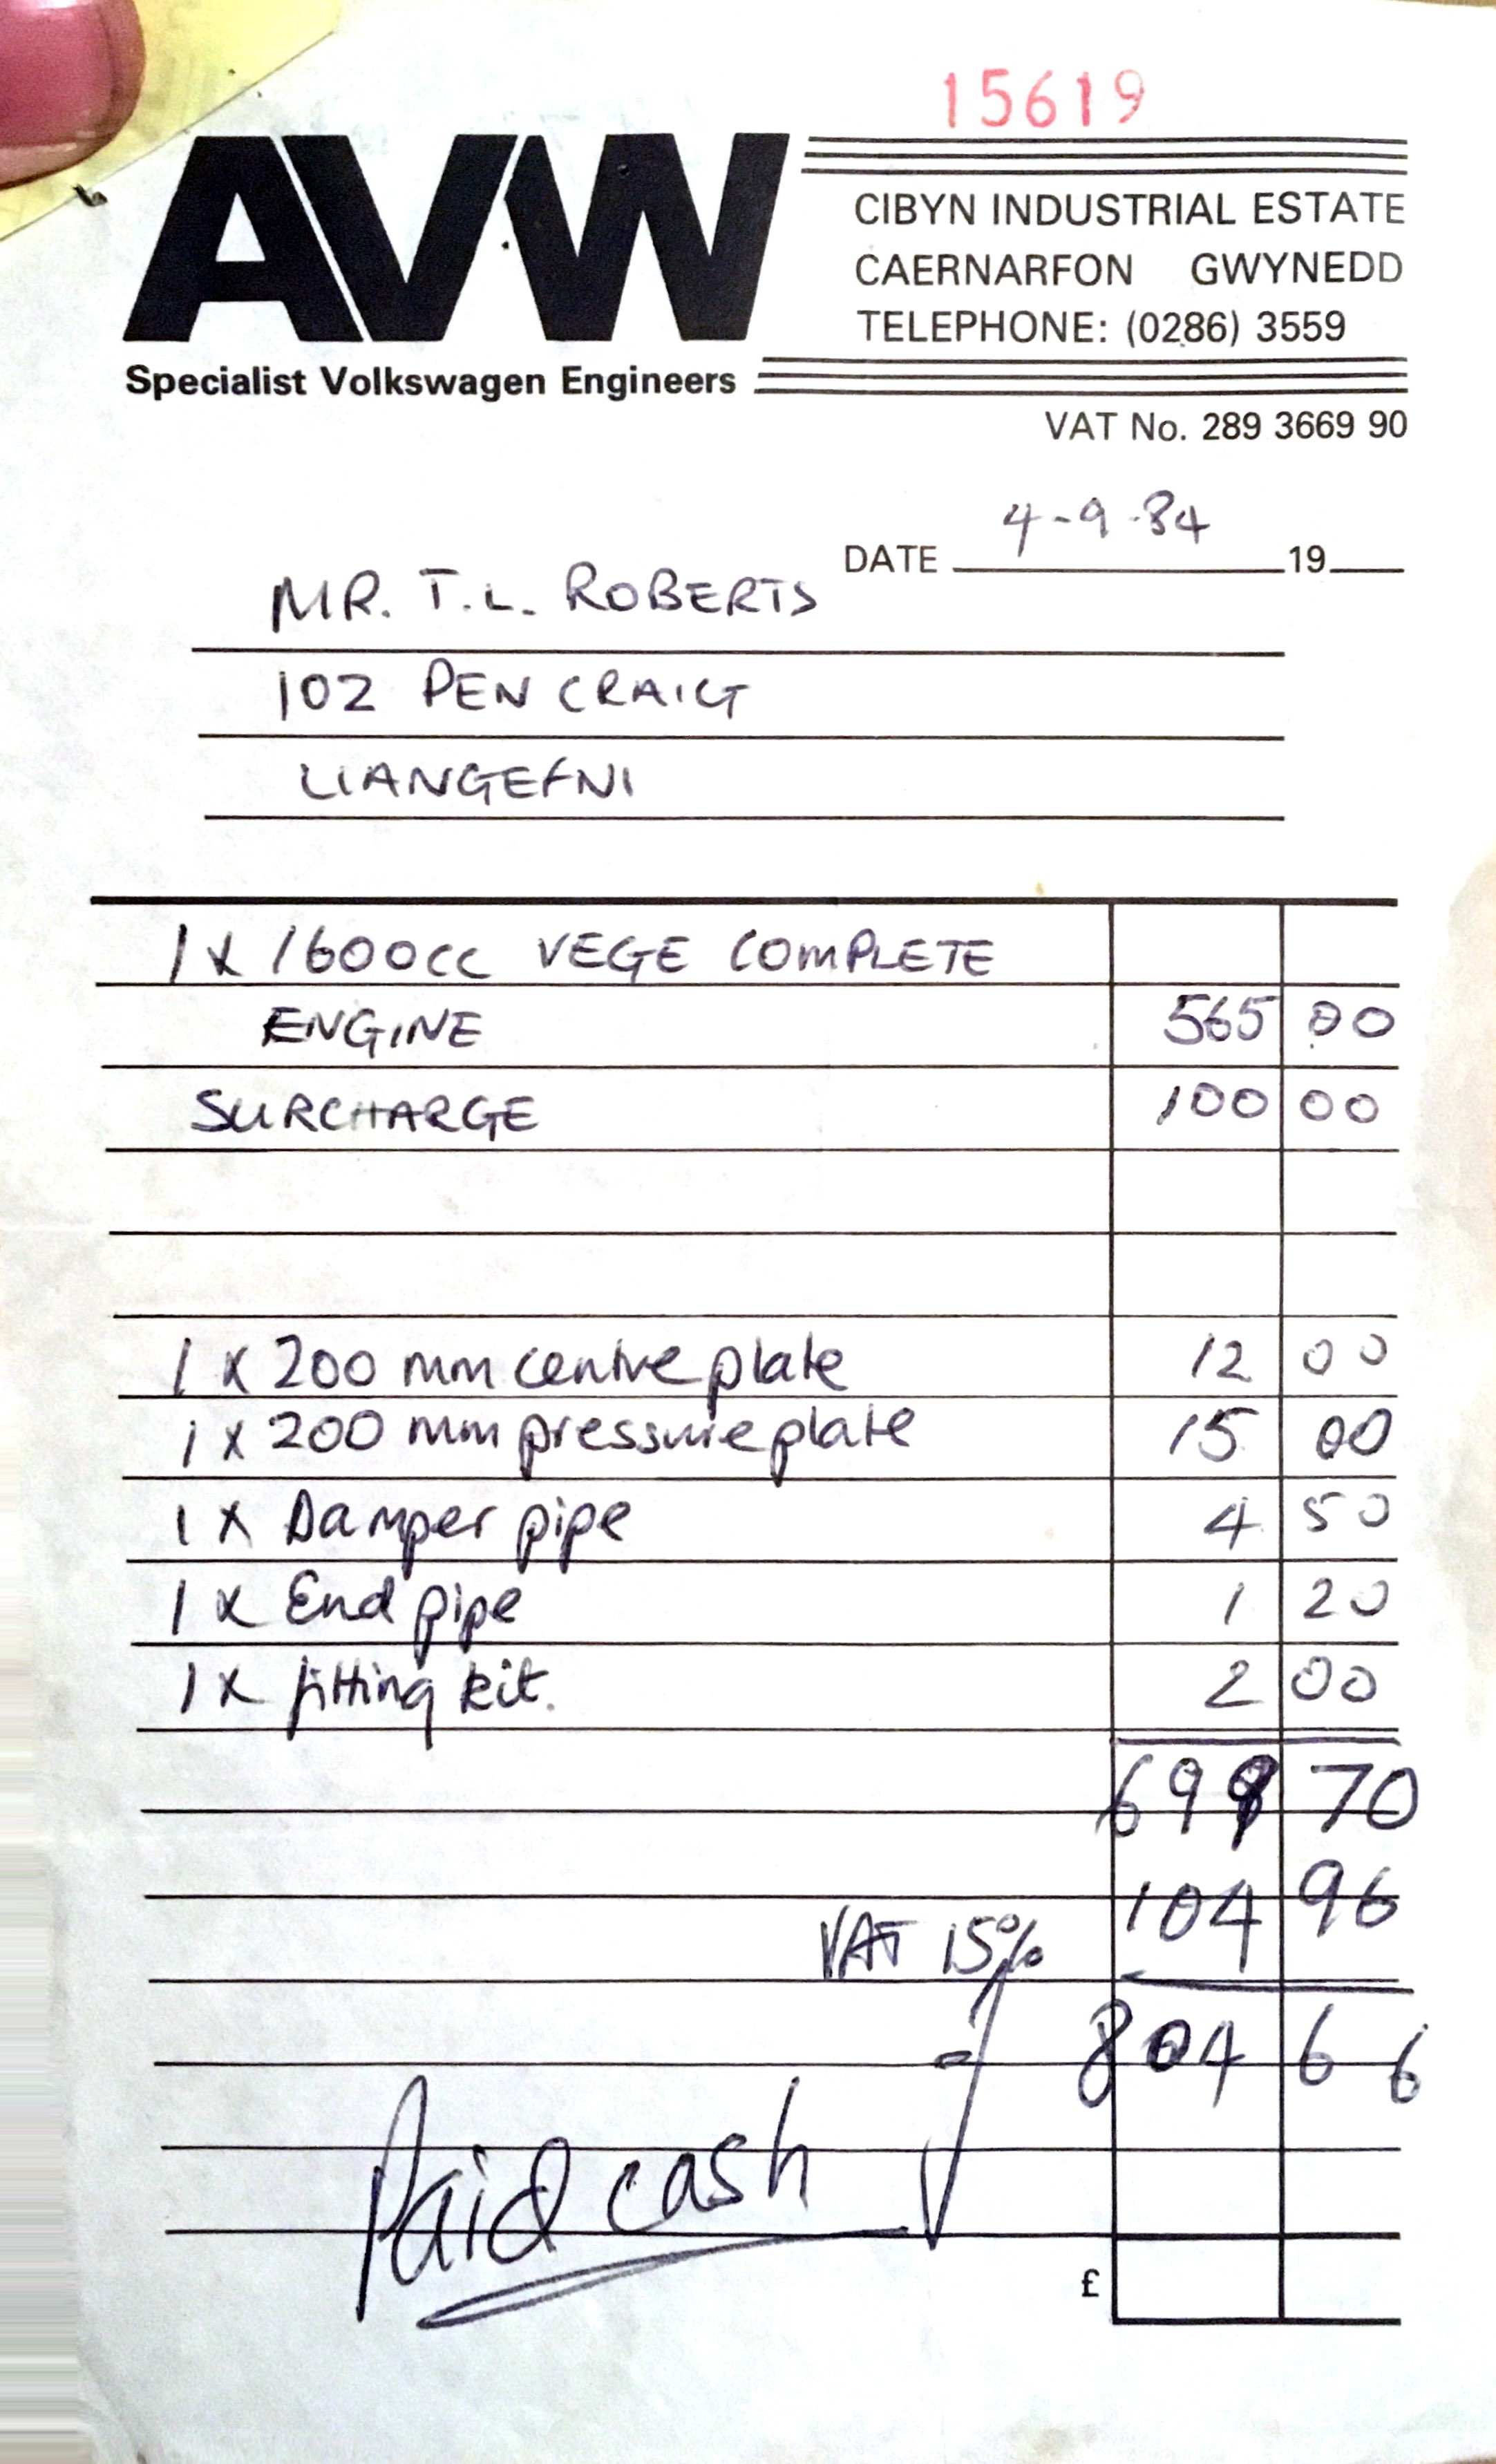 15619
AVW
CIBYN INDUSTRIAL ESTATE
CAERNARFON GWYNEDD
TELEPHONE: (0286) 3559
Specialist Volkswagen Engineers
VAT No. 289 3669 90
DATE 4-9-84 19
MR. T.L. ROBERTS
102 PEN CRAIG
LLANGEFNI
1 X 1600cc VEGE COMPLETE
ENGINE 565 00
SURCHARGE 100 00
1 X 200 mm centre plate 12 00
1 X 200 mm pressure plate 15 00
1 X Damper pipe 4 50
1 X End pipe 1 20
1 X fitting kit. 2 00
699 70
VAT 15% 104 96
804 66
Paid cash
£